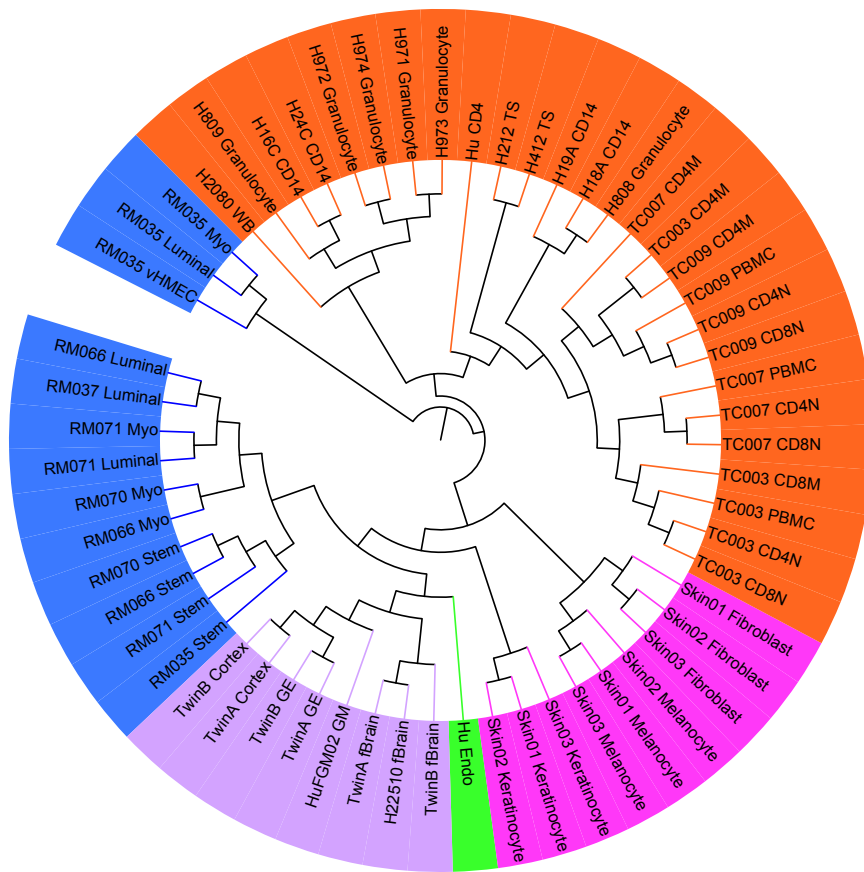 RM035 vHMEC
RM035 Luminal
RM035 Myo
H2080 WB
H809 Granulocyte
H16C CD14
H24C CD14
H972 Granulocyte
H974 Granulocyte
H971 Granulocyte
H973 Granulocyte
Hu CD4
H212 TS
H412 TS
H19A CD14
H18A CD14
H808 Granulocyte
TC007 CD4M
TC003 CD4M
TC009 CD4M
TC009 PBMC
TC009 CD4N
TC009 CD8N
TC007 PBMC
TC007 CD4N
TC007 CD8N
TC003 CD8M
TC003 PBMC
TC003 CD4N
TC003 CD8N
Skin01 Fibroblast
Skin02 Fibroblast
Skin03 Fibroblast
Skin02 Melanocyte
Skin01 Melanocyte
Skin03 Melanocyte
Skin03 Keratinocyte
Skin01 Keratinocyte
Skin02 Keratinocyte
Hu Endo
TwinB fBrain
H22510 fBrain
TwinA fBrain
HuFGM02 GM
TwinA GE
TwinB GE
TwinA Cortex
TwinB Cortex
RM035 Stem
RM071 Stem
RM066 Stem
RM070 Stem
RM066 Myo
RM070 Myo
RM071 Luminal
RM071 Myo
RM037 Luminal
RM066 Luminal